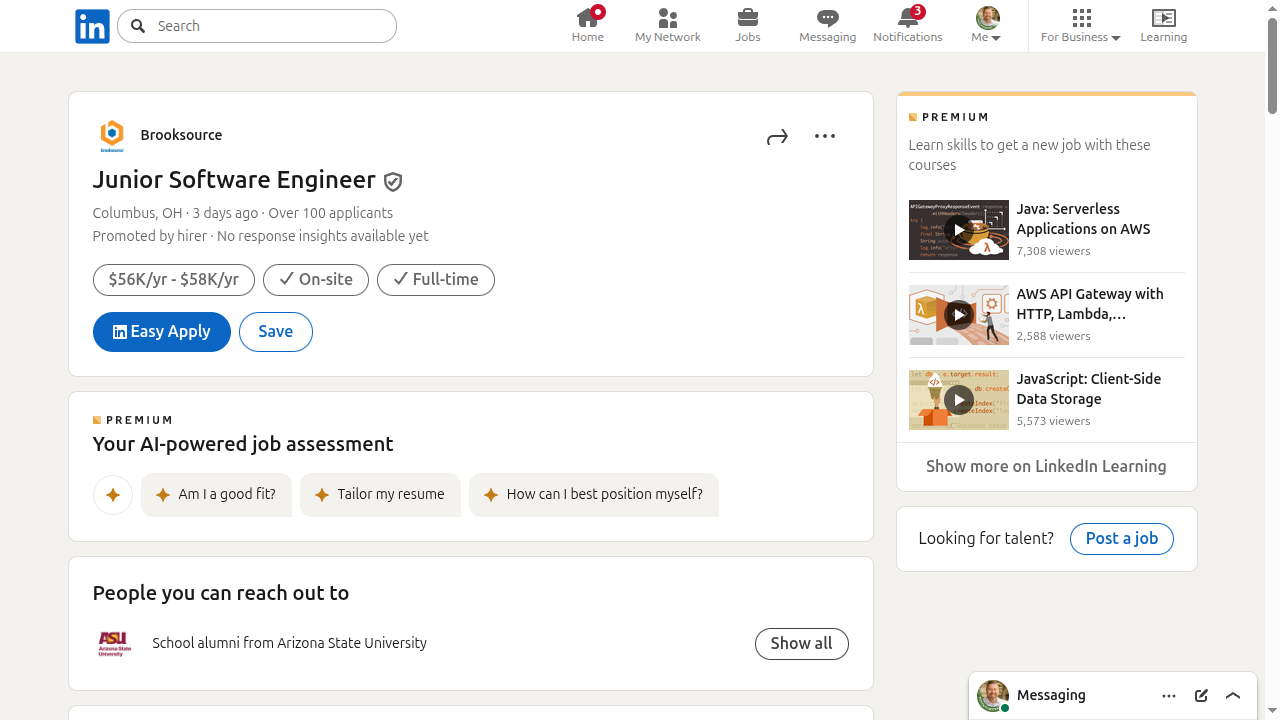 Search
Home
My Network
Jobs
Messaging
3
Notifications
Me
For Business
Learning
Brooksource
Junior Software Engineer
Columbus, OH · 3 days ago · Over 100 applicants
Promoted by hirer · No response insights available yet
$56K/yr - $58K/yr
On-site
Full-time
Easy Apply
Save
PREMIUM
Your AI-powered job assessment
Am I a good fit?
Tailor my resume
How can I best position myself?
People you can reach out to
ASU
Arizona State
University
School alumni from Arizona State University
Show all
PREMIUM
Learn skills to get a new job with these
courses
Java: Serverless
Applications on AWS
7,308 viewers
AWS API Gateway with
HTTP, Lambda,…
2,588 viewers
JavaScript: Client-Side
Data Storage
5,573 viewers
Show more on LinkedIn Learning
Looking for talent?
Post a job
Messaging